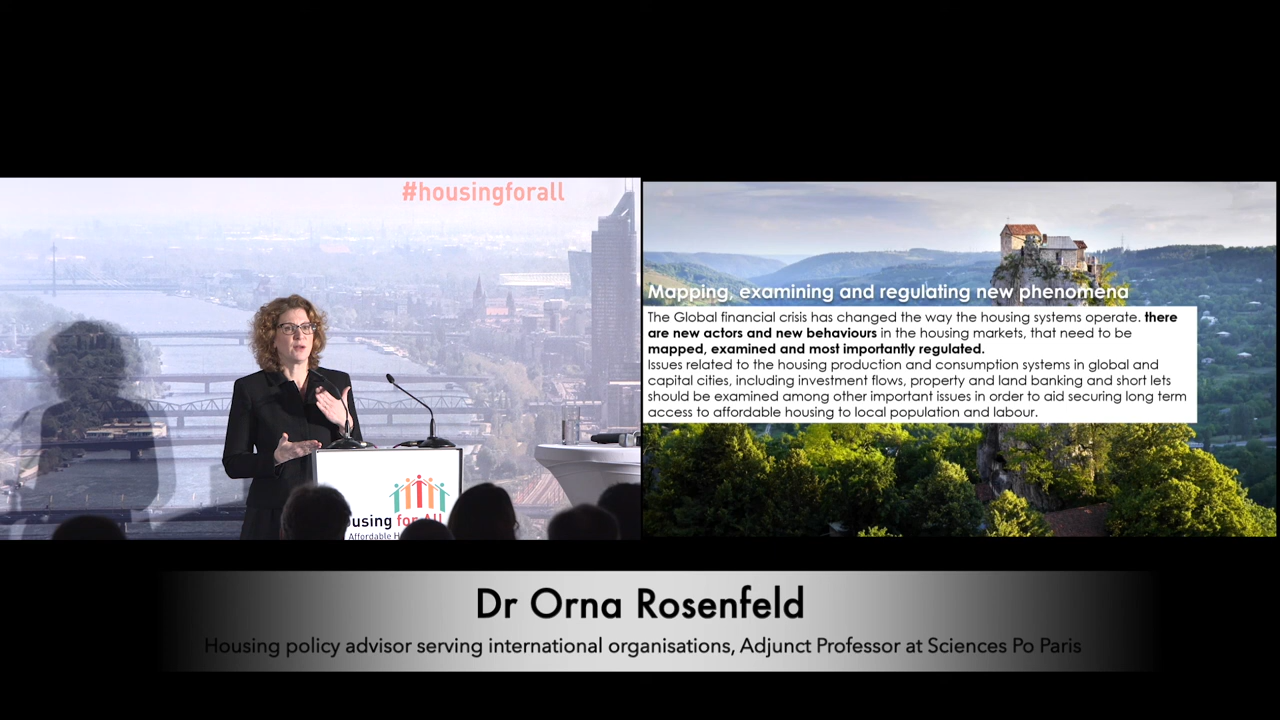 #housingforall
Mapping, examining and regulating new phenomena
The Global financial crisis has changed the way the housing systems operate. there
are new actors and new behaviours in the housing markets, that need to be
mapped, examined and most importantly regulated.
Issues related to the housing production and consumption systems in global and
capital cities, including investment flows, property and land banking and short lets
should be examined among other important issues in order to aid securing long term
access to affordable housing to local population and labour.
ousing for All
Affordable H
Dr Orna Rosenfeld
Housing policy advisor serving international organisations, Adjunct Professor at Sciences Po Paris